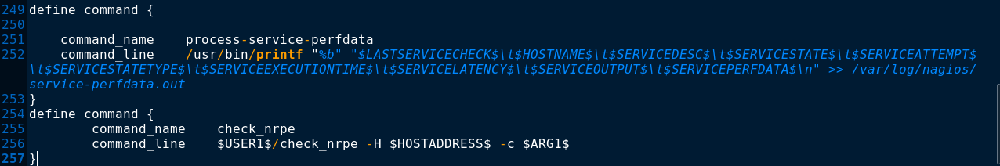 249 define command {
250
251     command_name    process-service-perfdata
252     command_line    /usr/bin/printf "%b" "$LASTSERVICECHECK$\t$HOSTNAME$\t$SERVICEDESC$\t$SERVICESTATE$\t$SERVICEATTEMPT$
\t$SERVICESTATETYPE$\t$SERVICEEXECUTIONTIME$\t$SERVICELATENCY$\t$SERVICEOUTPUT$\t$SERVICEPERFDATA$\n" >> /var/log/nagios/
service-perfdata.out
253 }
254 define command {
255         command_name    check_nrpe
256         command_line    $USER1$/check_nrpe -H $HOSTADDRESS$ -c $ARG1$
257 }